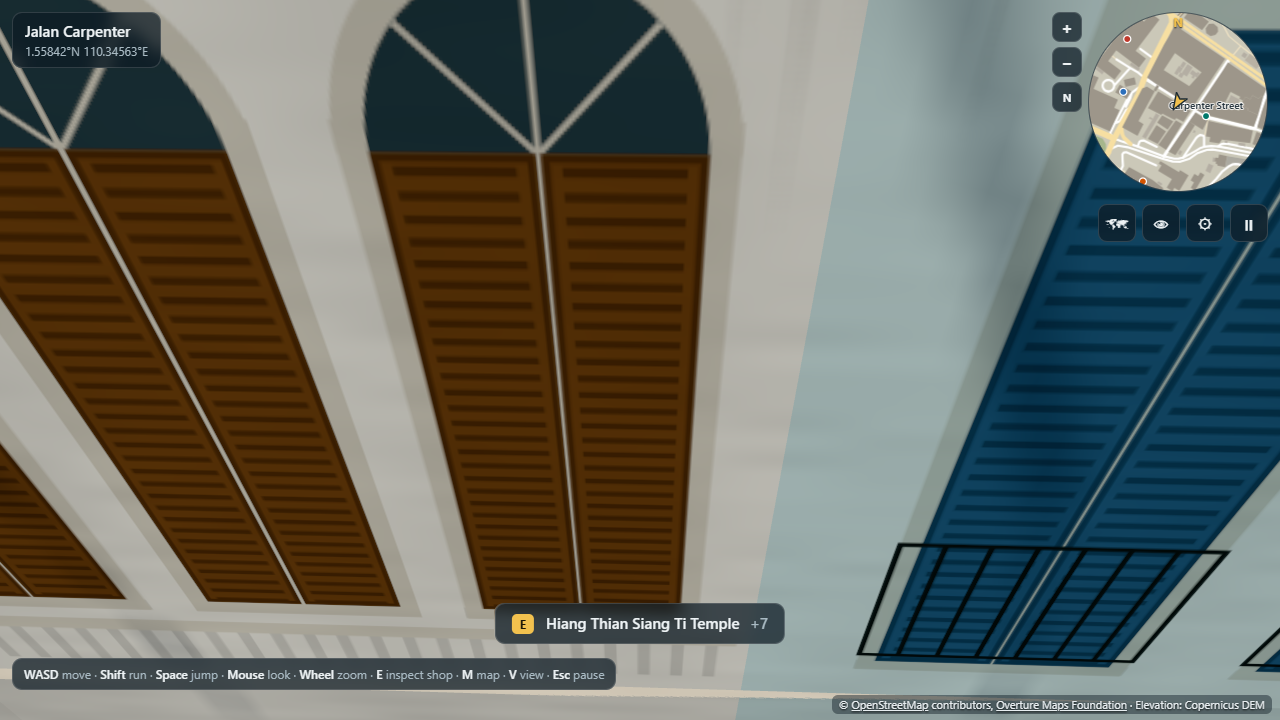 Jalan Carpenter
1.55842°N 110.34563°E
+
−
N
N
Carpenter Street
E Hiang Thian Siang Ti Temple +7
WASD move · Shift run · Space jump · Mouse look · Wheel zoom · E inspect shop · M map · V view · Esc pause
© OpenStreetMap contributors, Overture Maps Foundation · Elevation: Copernicus DEM